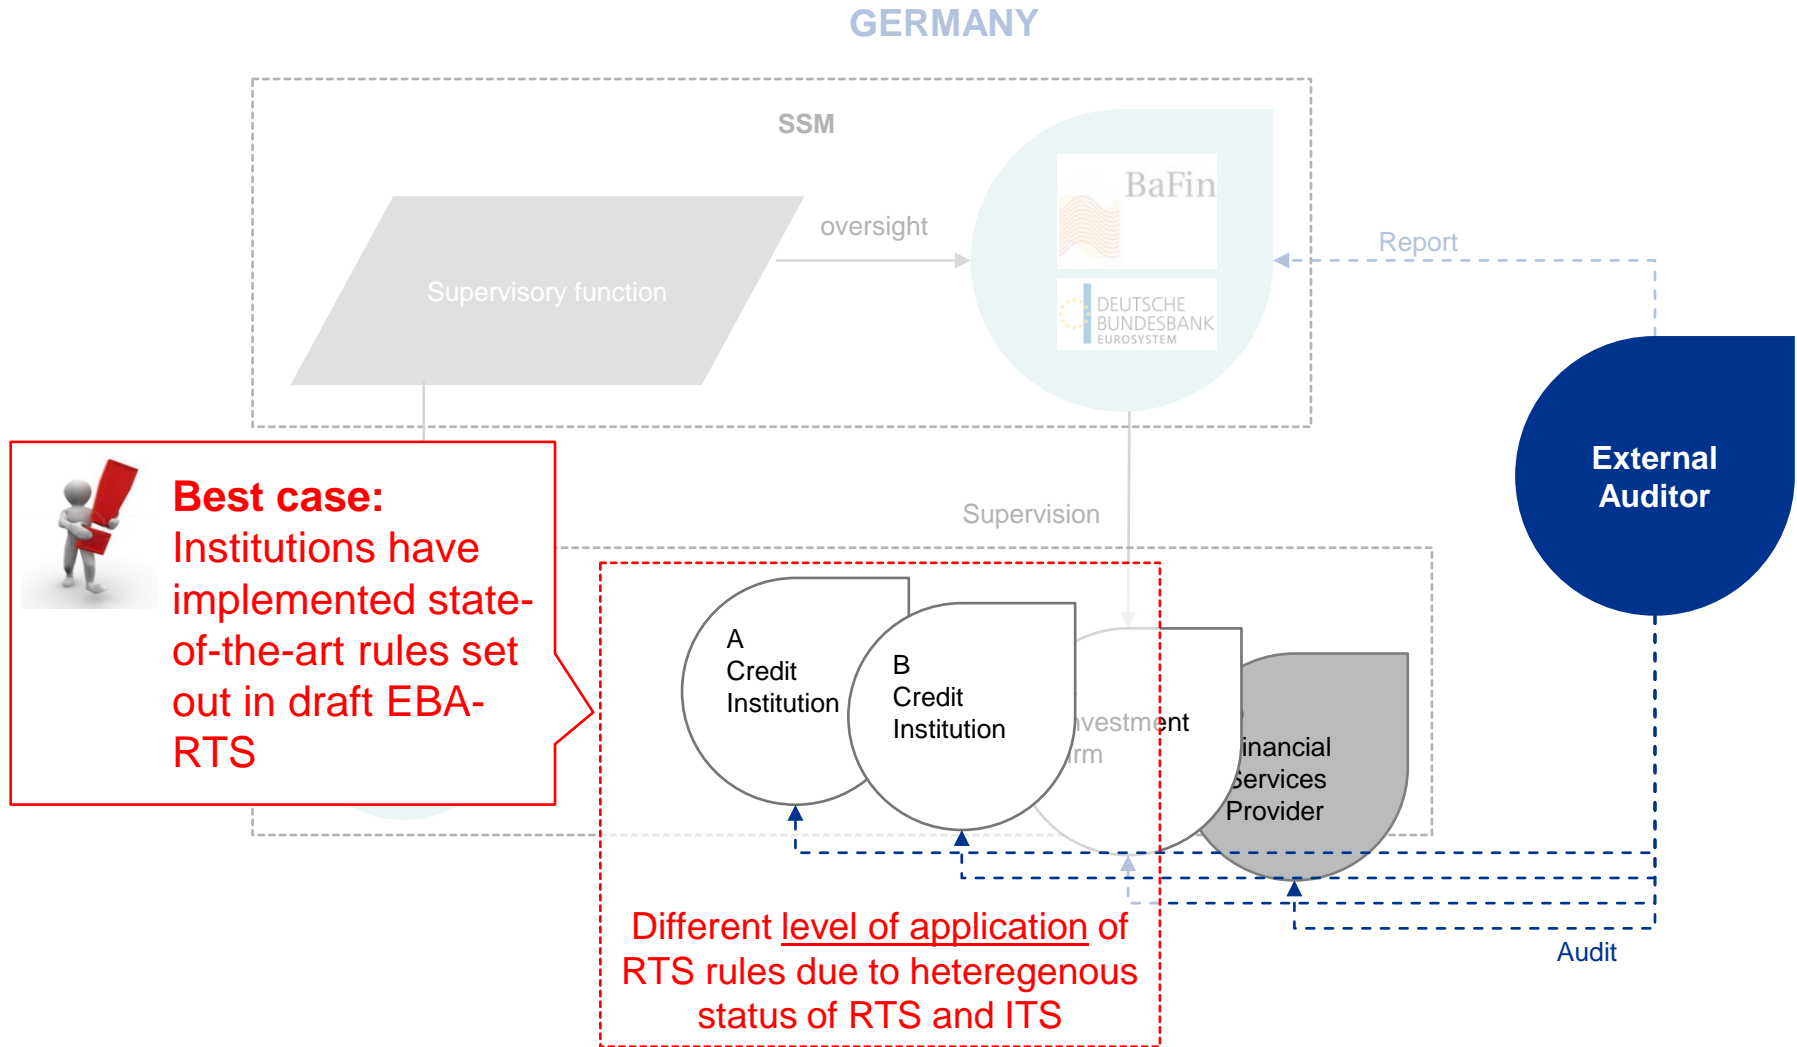 GERMANY
SSM
BaFin
oversight
Report
Supervisory function
DEUTSCHE
BUNDESBANK
EUROSYSTEM
External
Auditor
Best case:
Institutions have
implemented state-
of-the-art rules set
out in draft EBA-
RTS
Supervision
A
Credit
Institution
B
Credit
Institution
nvestment
irm
inancial
Services
Provider
Different level of application of
RTS rules due to heteregenous
status of RTS and ITS
Audit